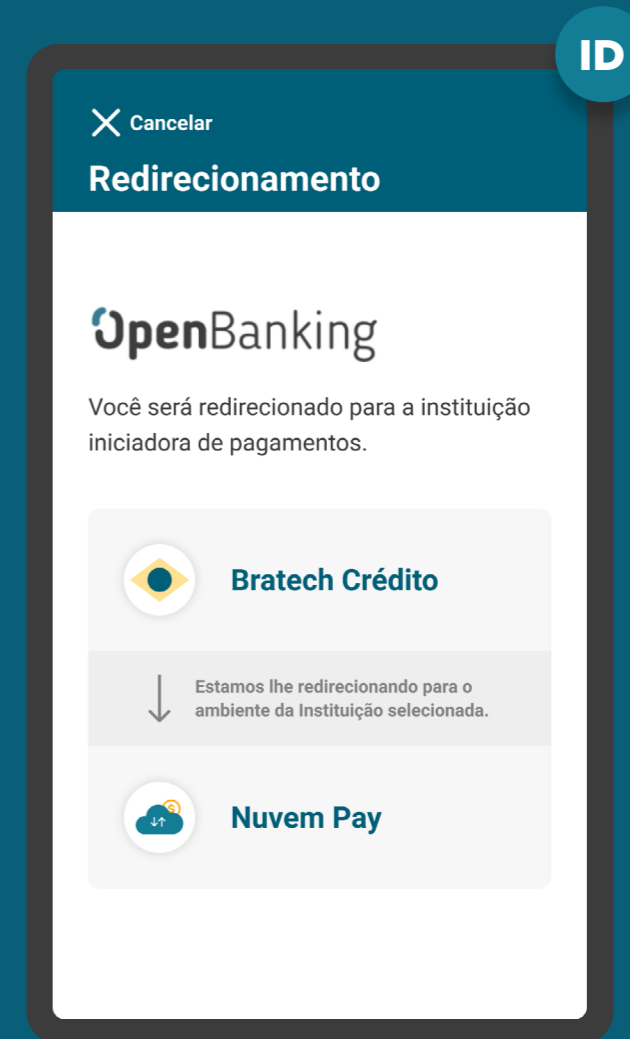 ID
Cancelar
Redirecionamento
OpenBanking
Você será redirecionado para a instituição
iniciadora de pagamentos.
Bratech Crédito
Estamos lhe redirecionando para o
ambiente da Instituição selecionada.
$
Nuvem Pay